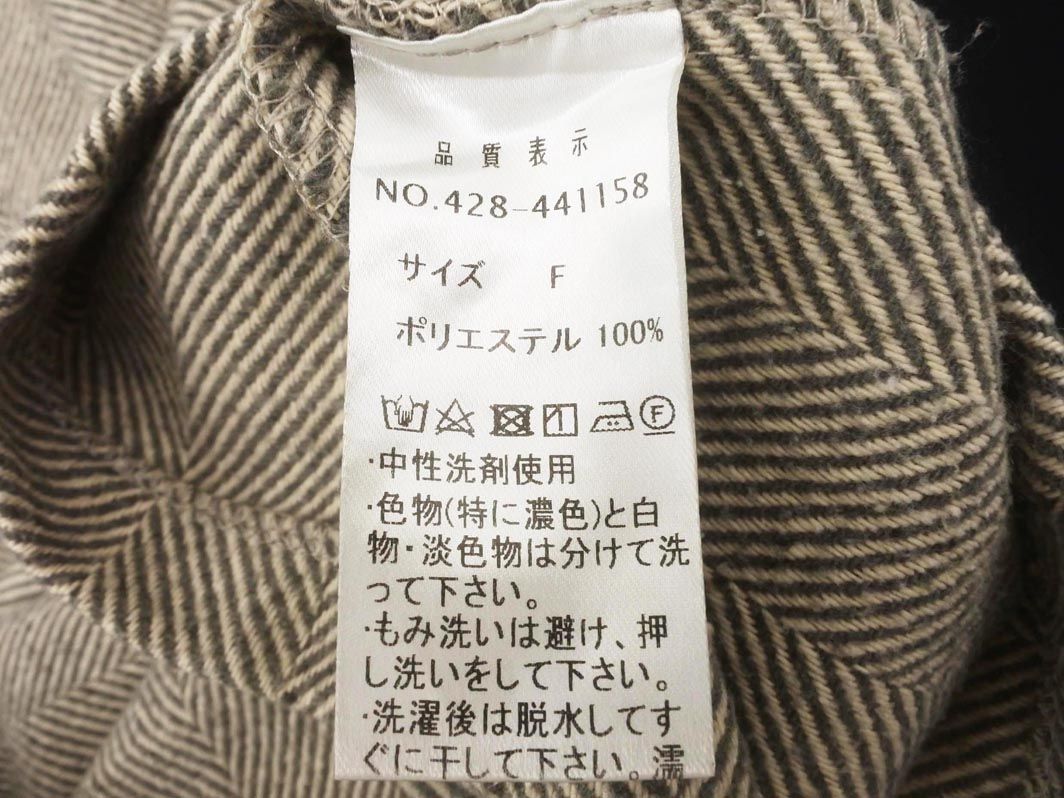 品質表示
NO.428-441158
サイズ F
ポリエステル 100%
F
·中性洗剤使用
·色物(特に濃色)と白
物·淡色物は分けて洗
って下さい。
·もみ洗いは避け、押
し洗いをして下さい。
·洗濯後は脱水してす
ぐに干して下さい。濡